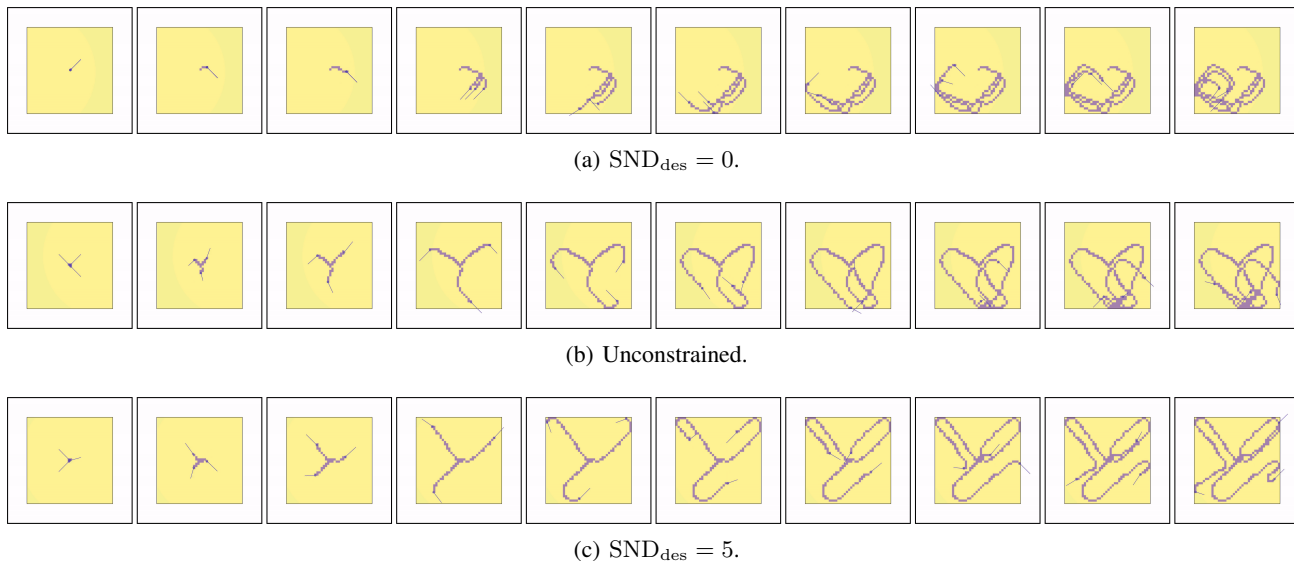 (a) SND_des = 0.
(b) Unconstrained.
(c) SND_des = 5.